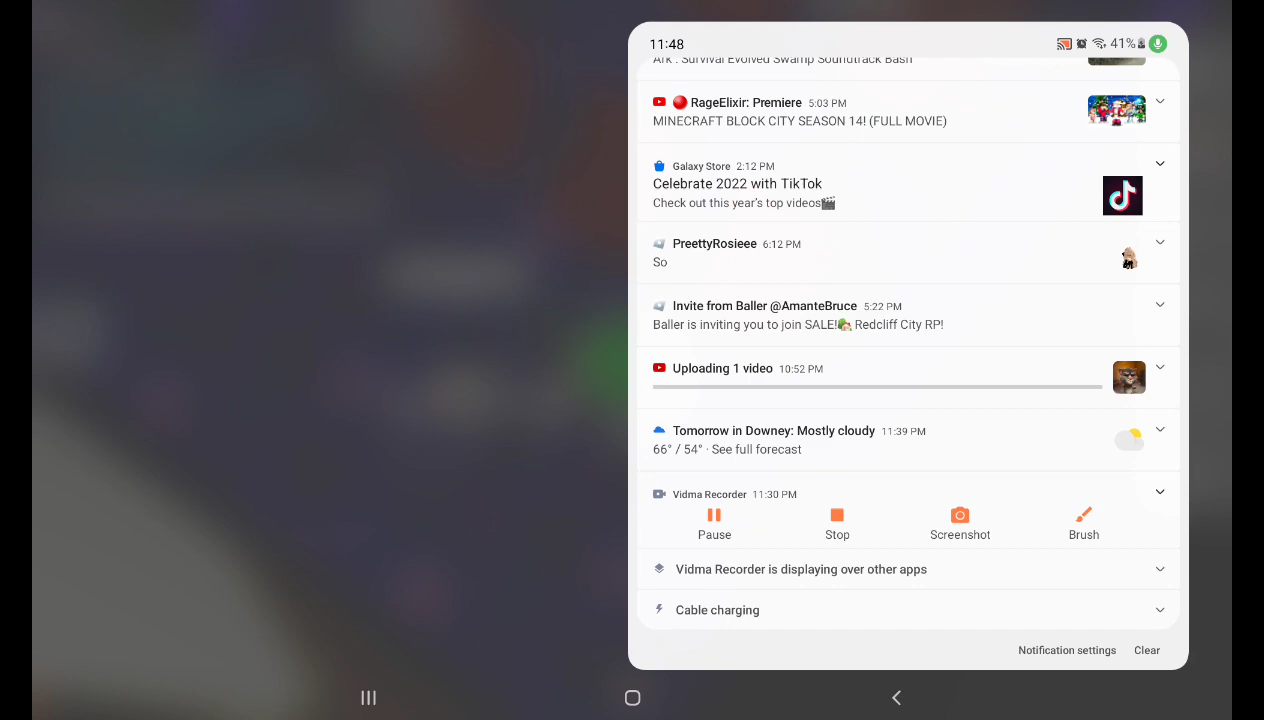 11:48
41%
Ark : Survival Evolved Swamp Soundtrack Bash
RageElixir: Premiere 5:03 PM
MINECRAFT BLOCK CITY SEASON 14! (FULL MOVIE)
Galaxy Store 2:12 PM
Celebrate 2022 with TikTok
Check out this year's top videos🎬
PreettyRosieee 6:12 PM
So
Invite from Baller @AmanteBruce 5:22 PM
Baller is inviting you to join SALE!🏡 Redcliff City RP!
Uploading 1 video 10:52 PM
Tomorrow in Downey: Mostly cloudy 11:39 PM
66° / 54° · See full forecast
Vidma Recorder 11:30 PM
Pause Stop Screenshot Brush
Vidma Recorder is displaying over other apps
Cable charging
Notification settings Clear